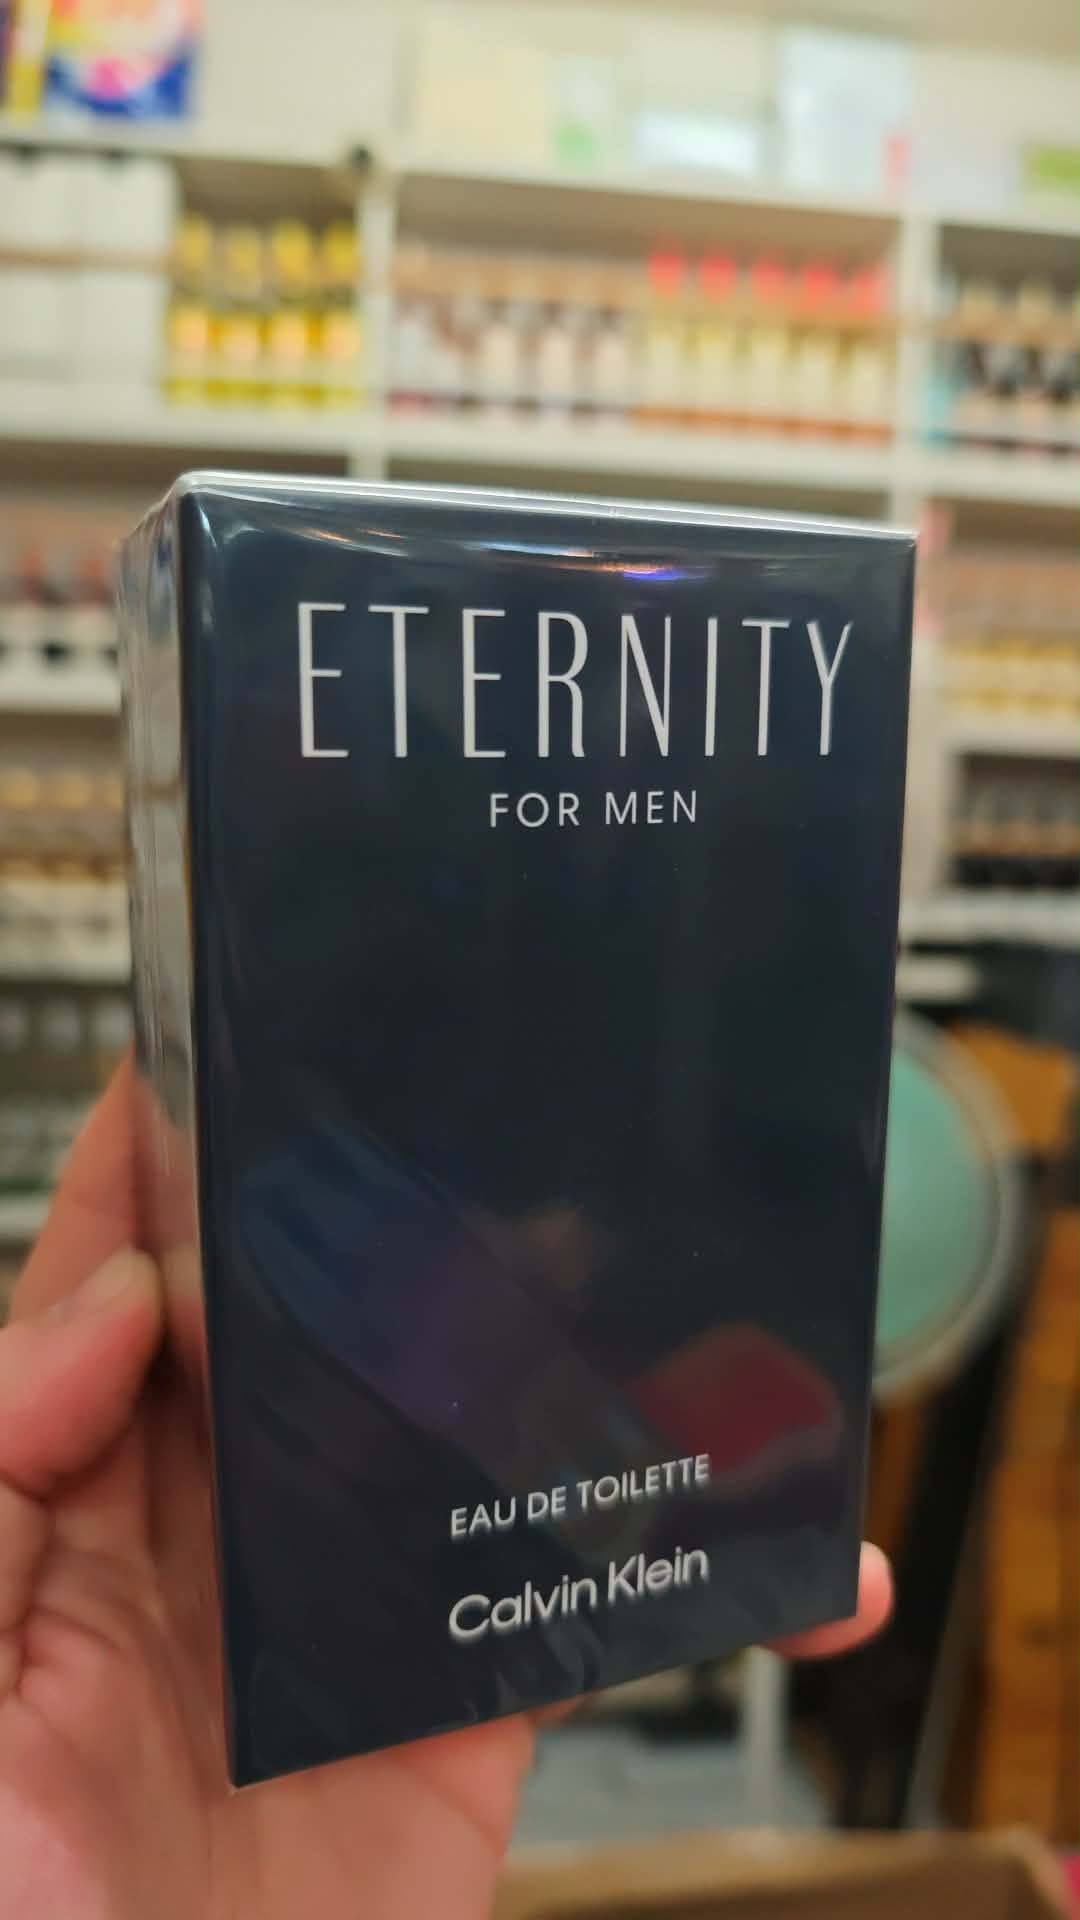 ETERNITY
FOR MEN
EAU DE TOILETTE
Calvin Klein